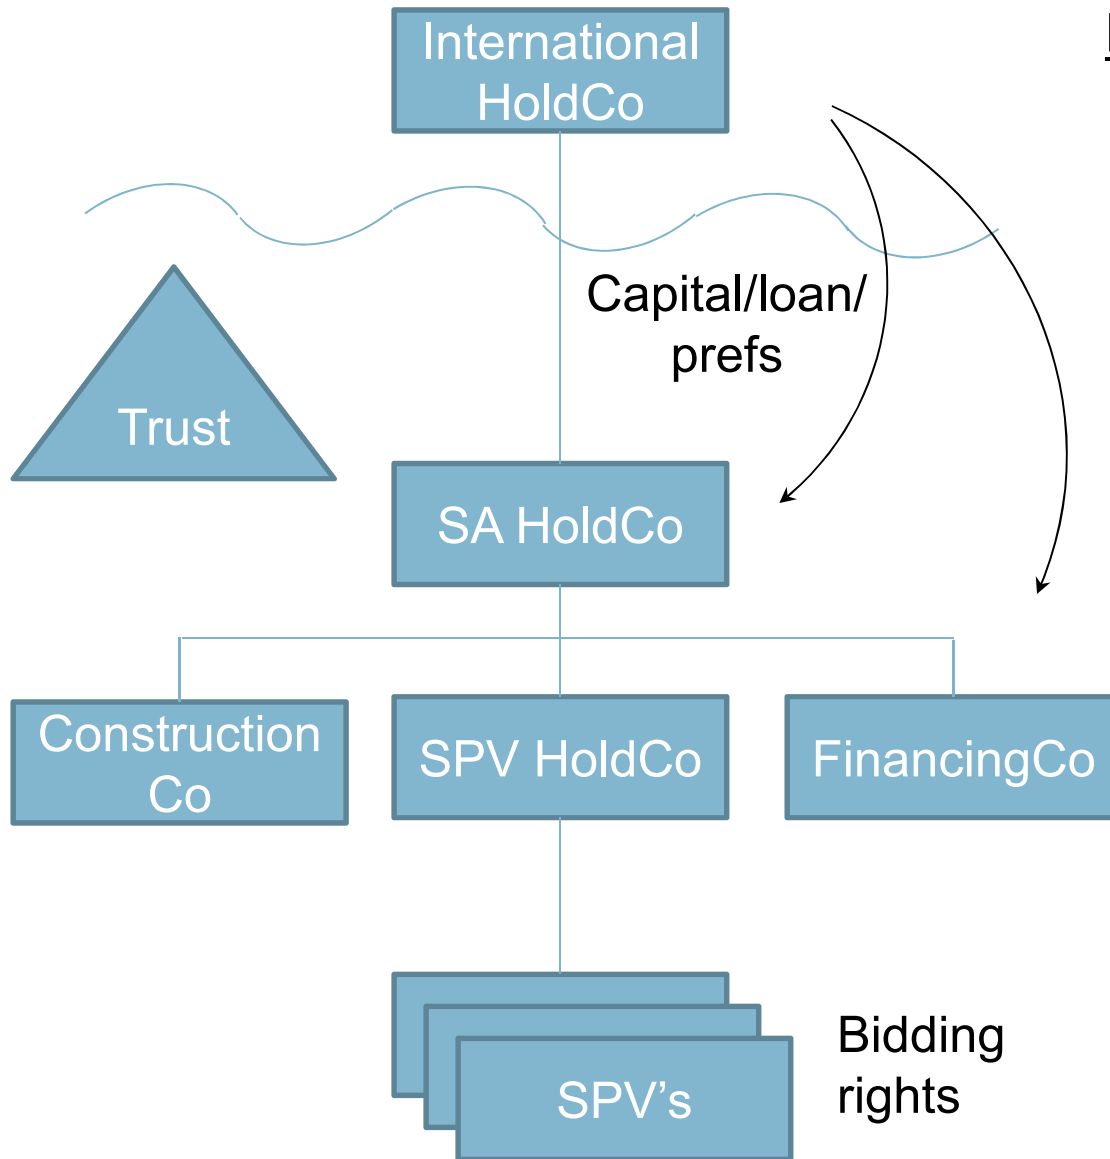 International
HoldCo
Capital/loan/
prefs
Trust
SA HoldCo
Construction
Co
SPV HoldCo
FinancingCo
SPV’s
Bidding
rights